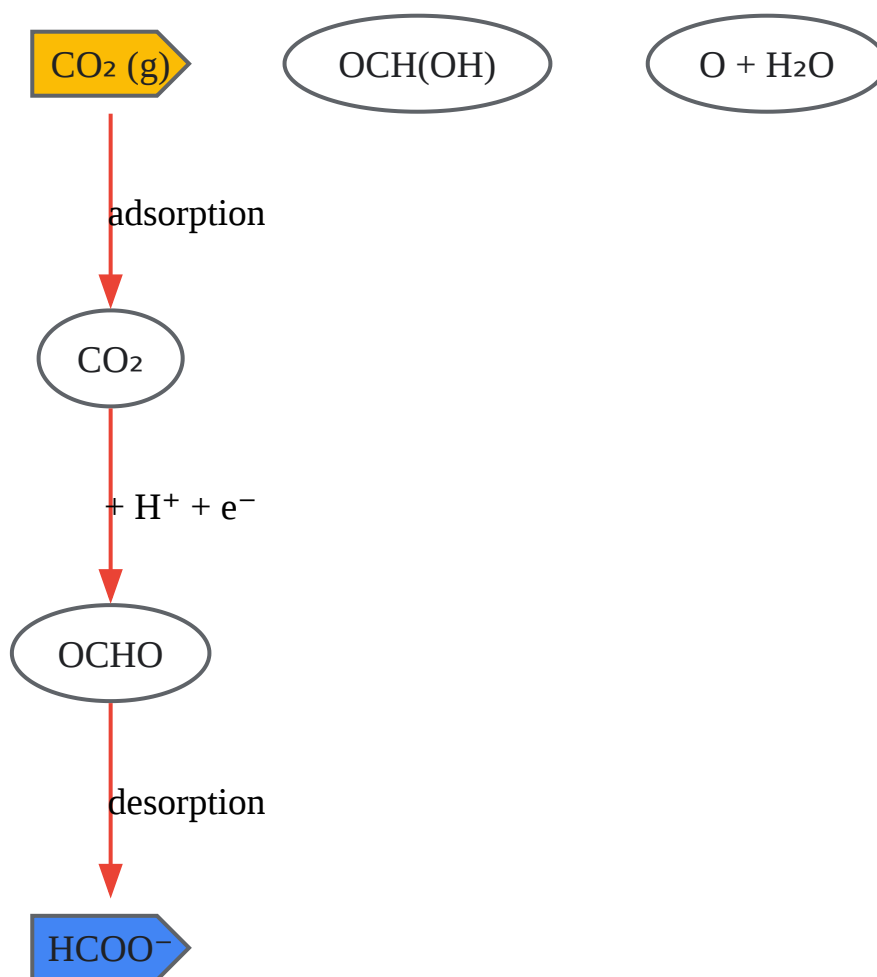 CO₂ (g)
OCH(OH)
O + H₂O
adsorption
CO₂
+ H⁺ + e⁻
OCHO
desorption
HCOO⁻